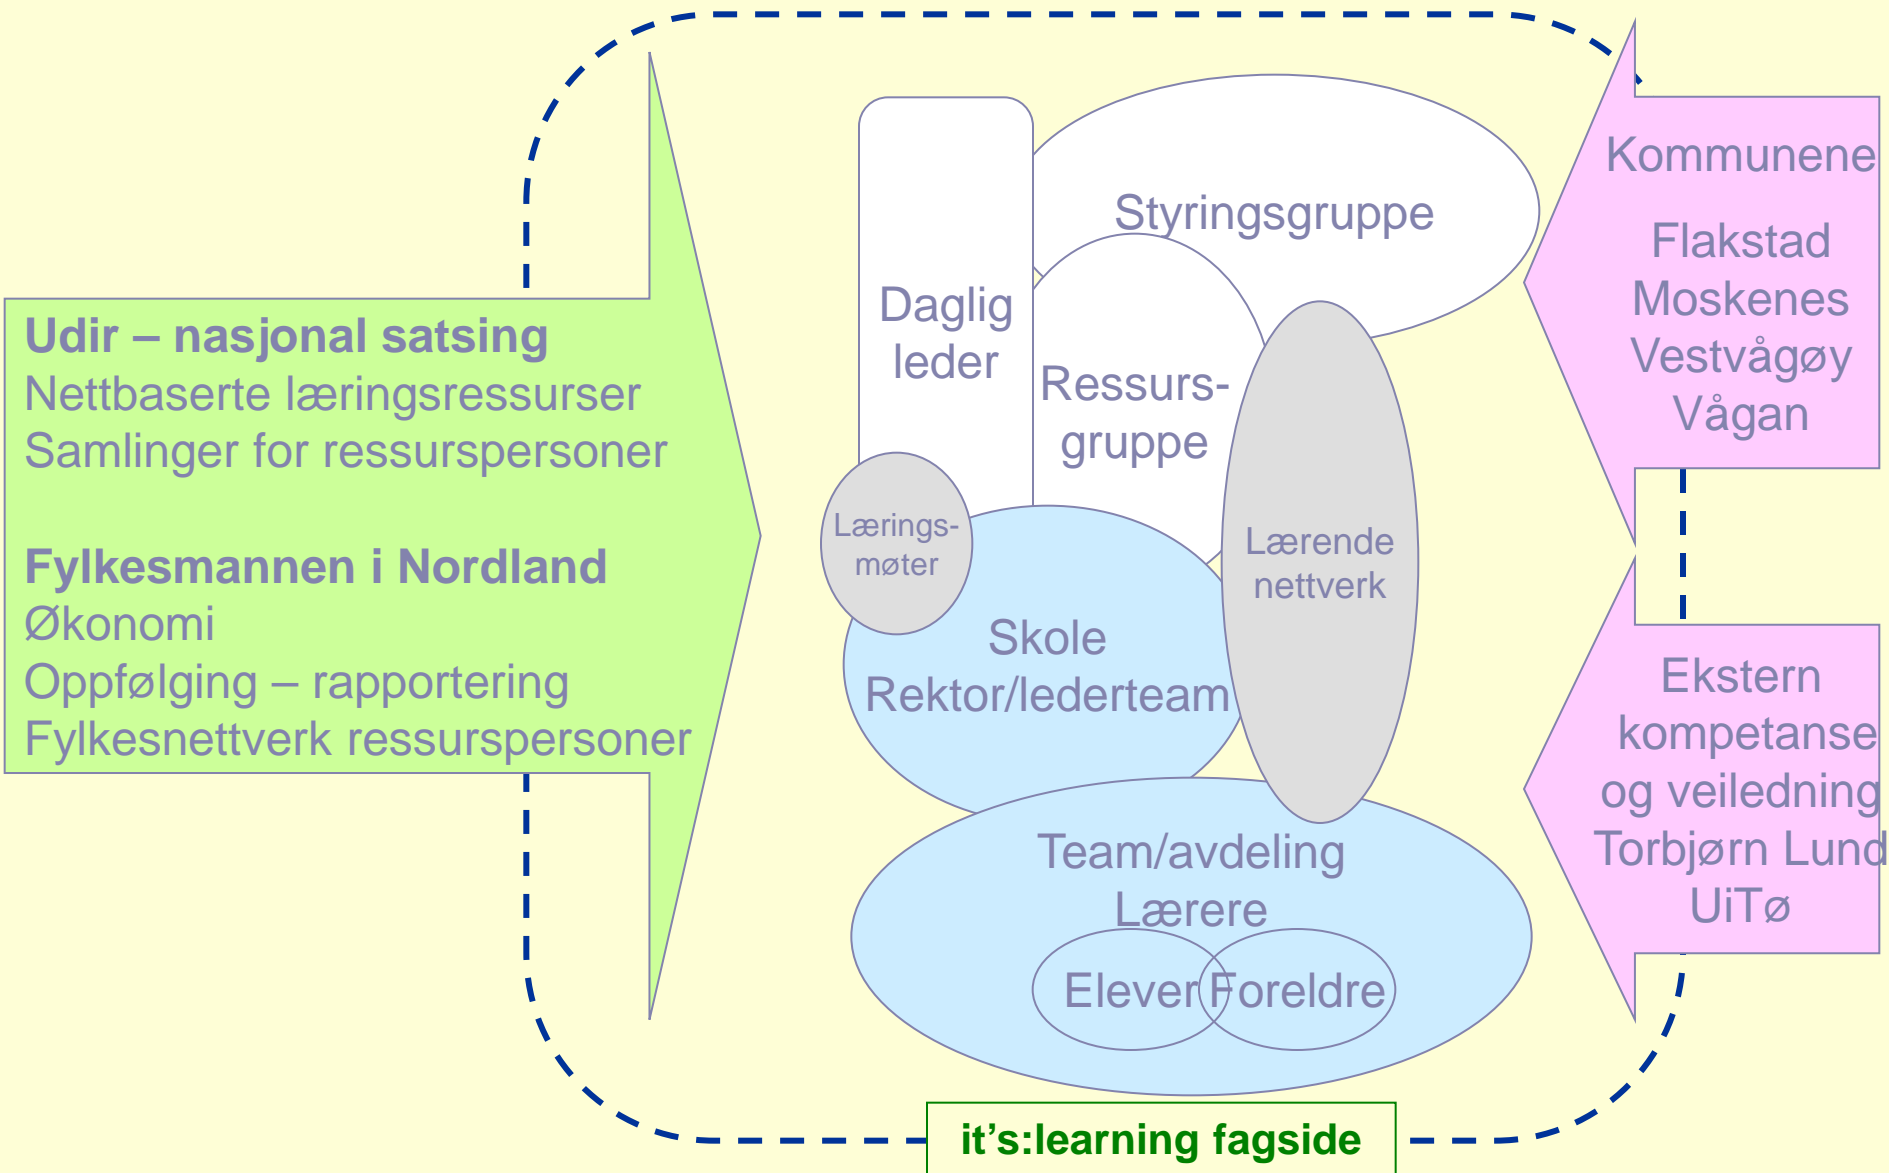 Udir – nasjonal satsing
Nettbaserte læringsressurser
Samlinger for ressurspersoner
Fylkesmannen i Nordland
Økonomi
Oppfølging – rapportering
Fylkesnettverk ressurspersoner
Styringsgruppe
Daglig
leder
Ressurs-
gruppe
Lærings-
møter
Lærende
nettverk
Skole
Rektor/lederteam
Team/avdeling
Lærere
Elever
Foreldre
Kommunene
Flakstad
Moskenes
Vestvågøy
Vågan
Ekstern
kompetanse
og veiledning
Torbjørn Lund
UiTø
it's:learning fagside